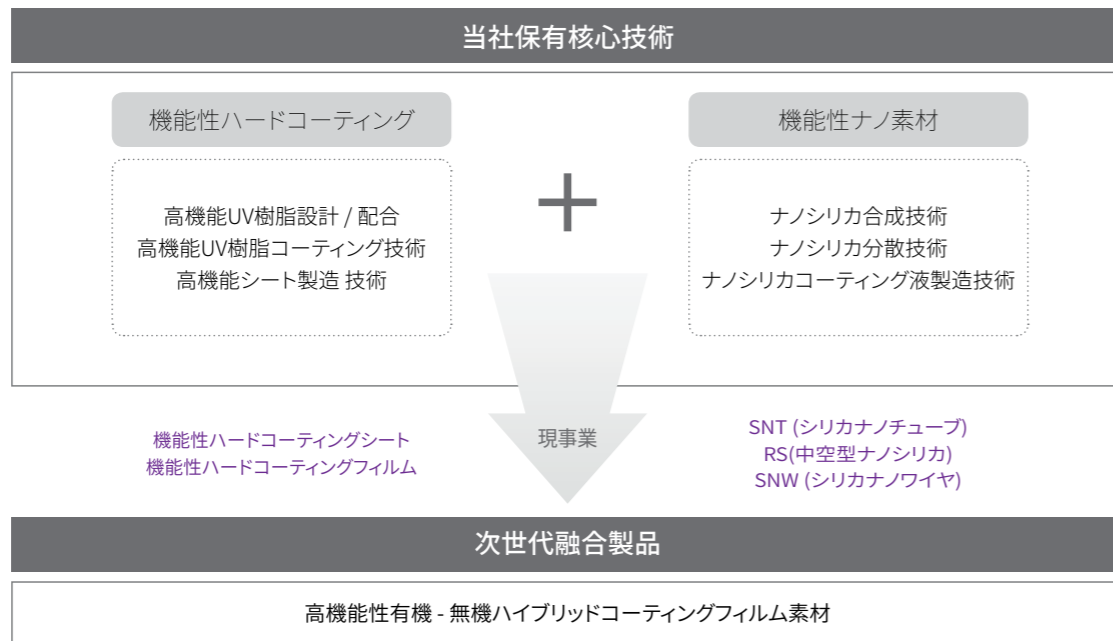 当社保有核心技術
機能性ハードコーティング
高機能UV樹脂設計 / 配合
高機能UV樹脂コーティング技術
高機能シート製造 技術
+
機能性ナノ素材
ナノシリカ合成技術
ナノシリカ分散技術
ナノシリカコーティング液製造技術
機能性ハードコーティングシート
機能性ハードコーティングフィルム
現事業
SNT (シリカナノチューブ)
RS(中空型ナノシリカ)
SNW (シリカナノワイヤ)
次世代融合製品
高機能性有機 - 無機ハイブリッドコーティングフィルム素材